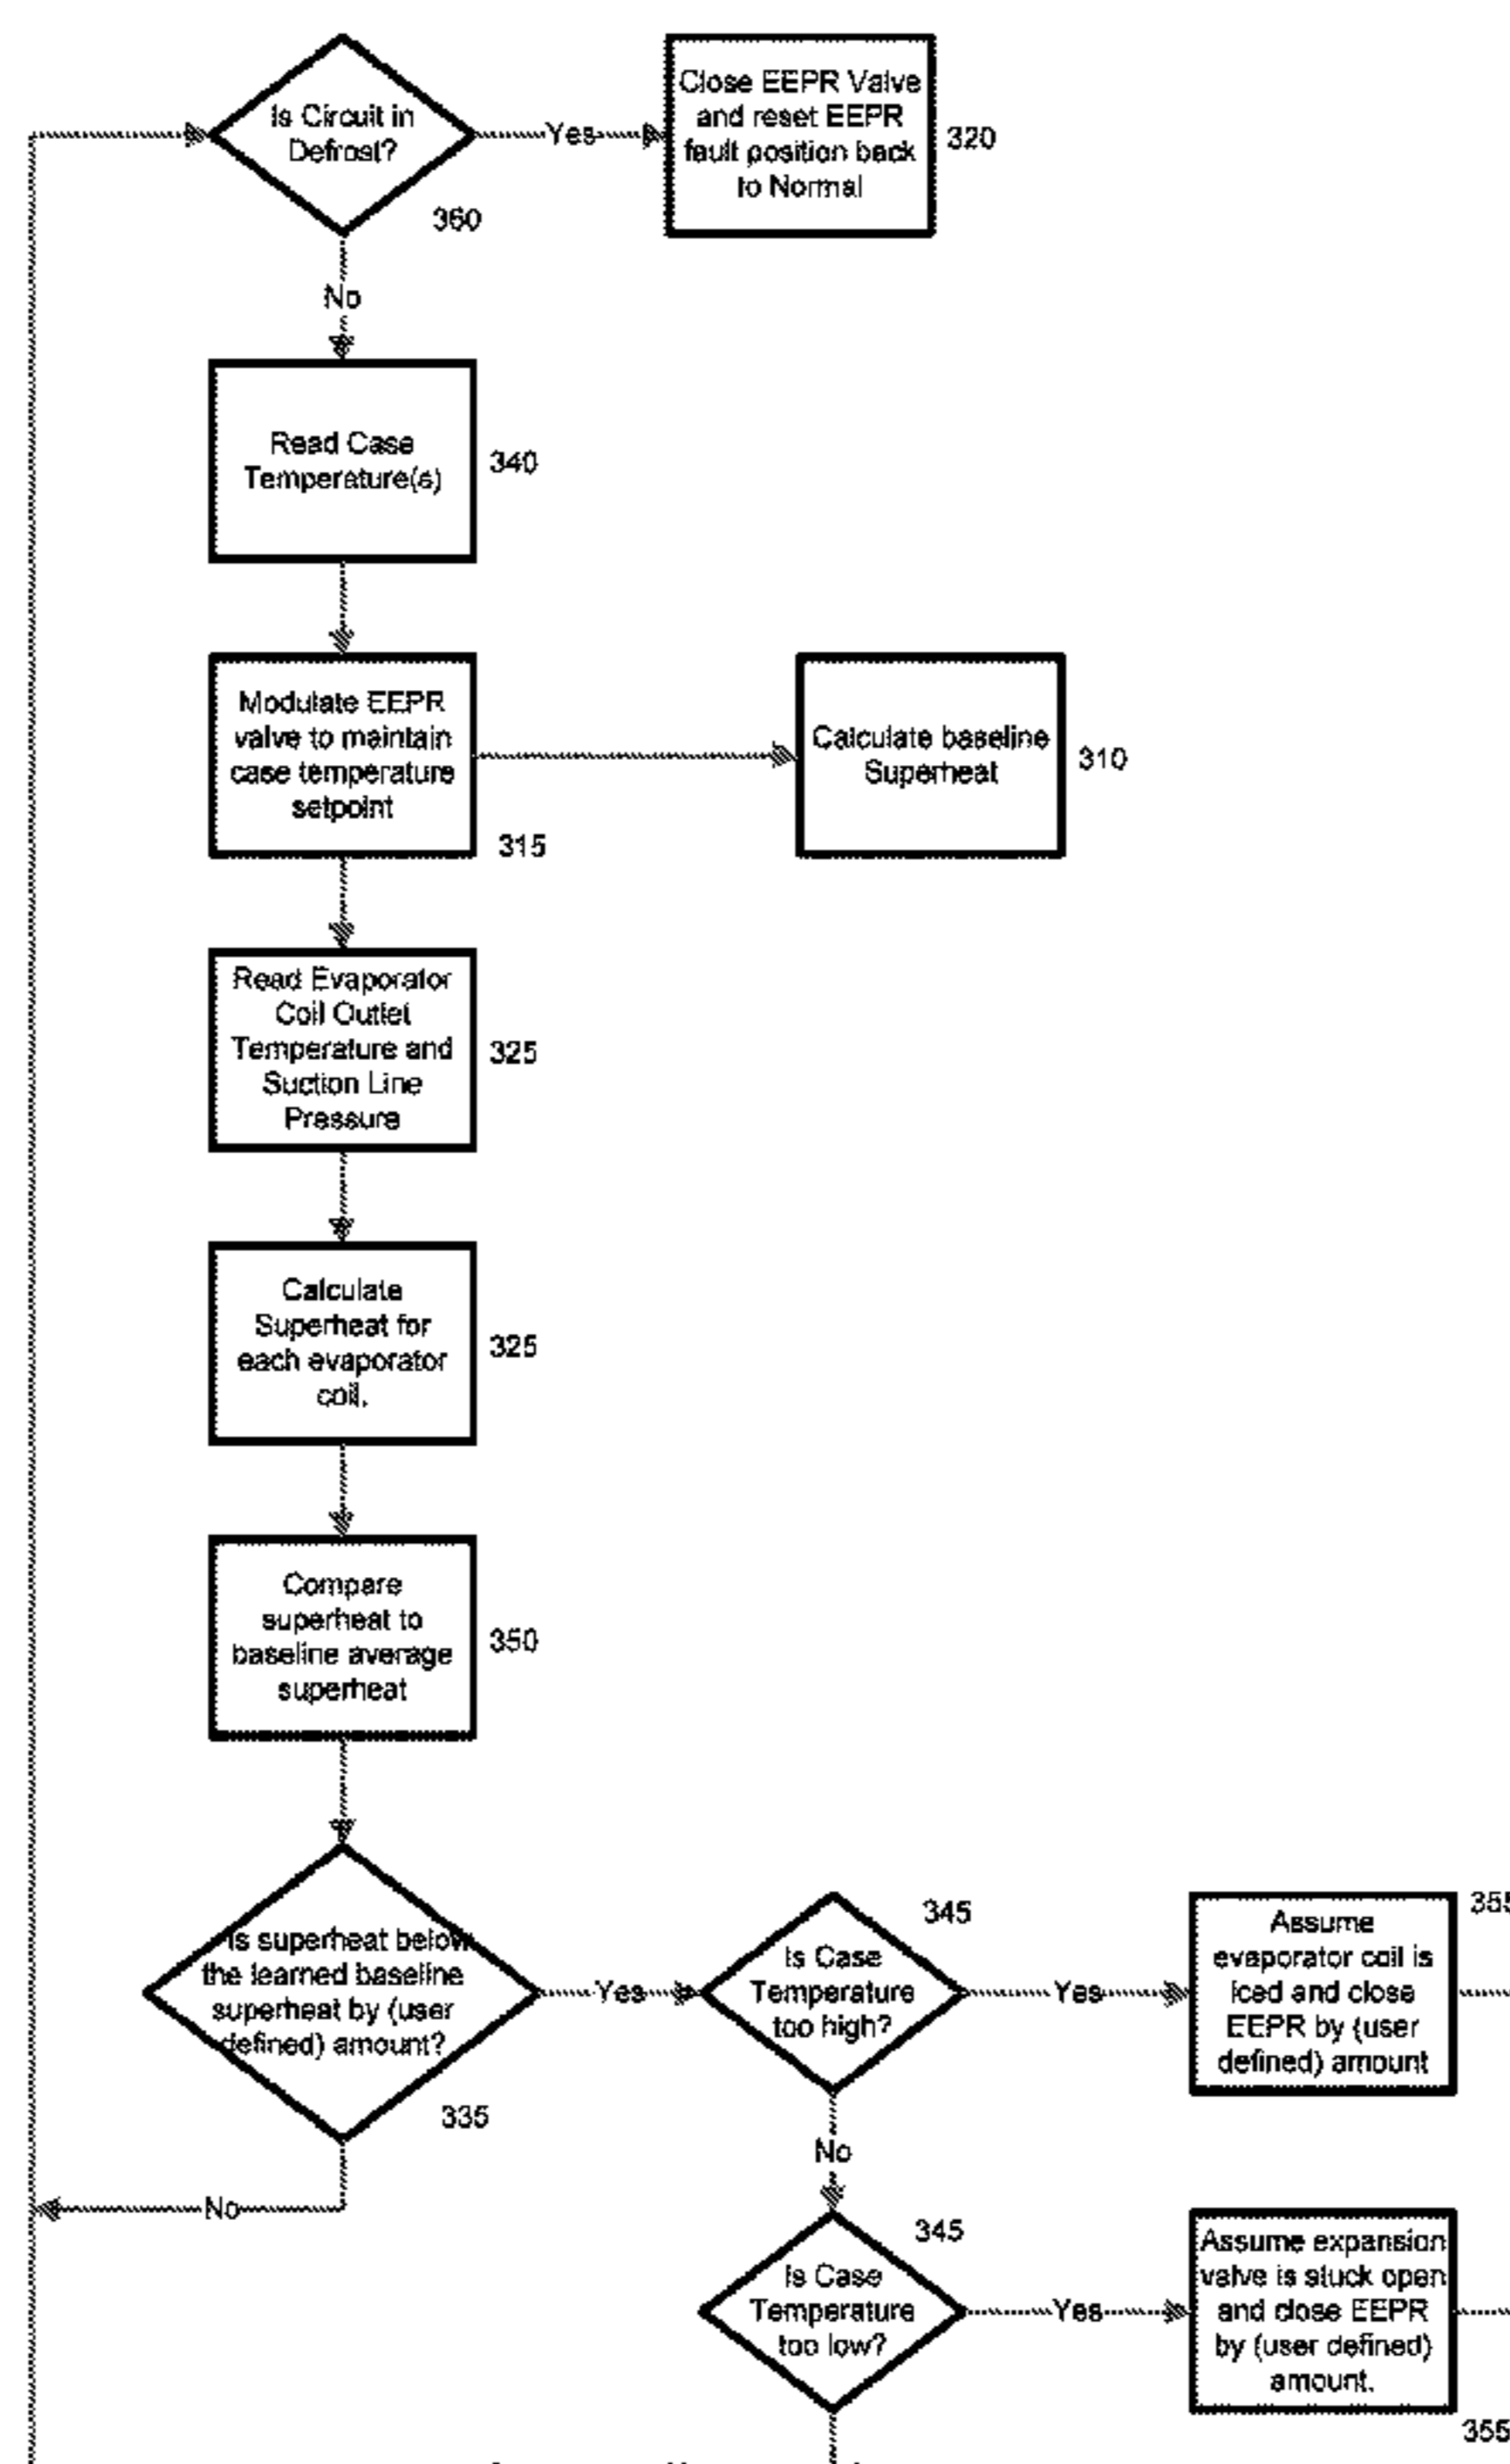 Is Circuit in
Defrost?
360
Yes
Close EEPR Valve
and reset EEPR
fault position back
to Normal
320
No
Read Case
Temperature(s)
340
Modulate EEPR
valve to maintain
case temperature
setpoint
315
Calculate baseline
Superheat
310
Read Evaporator
Coil Outlet
Temperature and
Suction Line
Pressure
325
Calculate
Superheat for
each evaporator
coil.
325
Compare
superheat to
baseline average
superheat
350
Is superheat below
the learned baseline
superheat by (user
defined) amount?
335
Yes
No
Is Case
Temperature
too high?
345
Yes
Assume
evaporator coil is
iced and close
EEPR by (user
defined) amount
355
No
Is Case
Temperature
too low?
345
Yes
Assume expansion
valve is stuck open
and close EEPR
by (user defined)
amount.
355